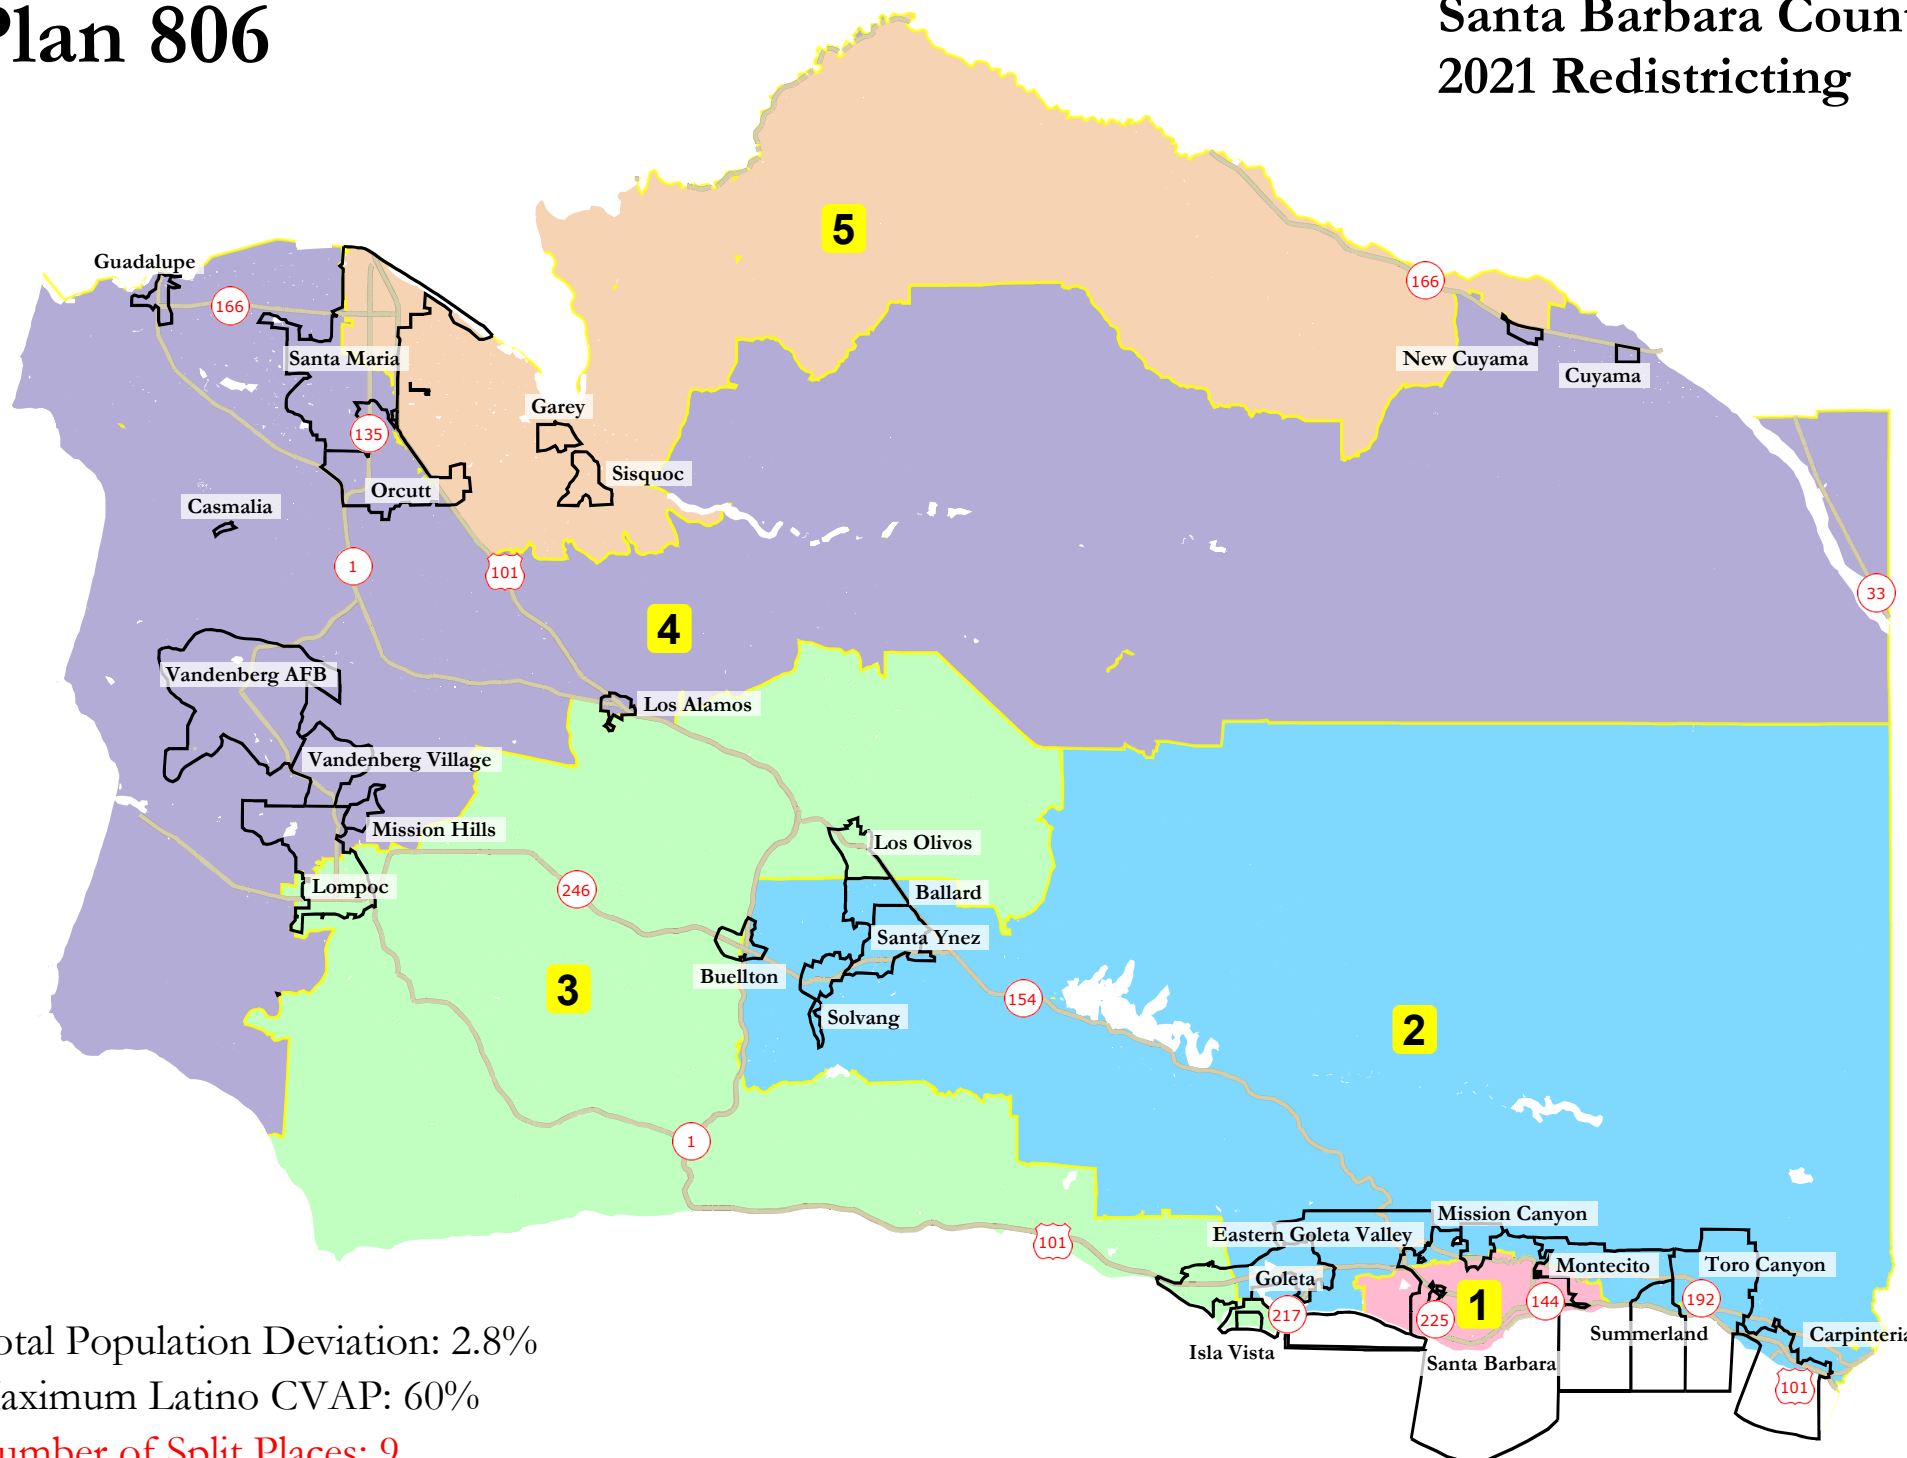 Plan 806
Santa Barbara Coun
2021 Redistricting
5
Guadalupe
166
166
Santa Maria
New Cuyama
Cuyama
Garey
135
Sisquoc
Orcutt
Casmalia
1
101
33
4
Vandenberg AFB
Los Alamos
Vandenberg Village
Mission Hills
Los Olivos
Lompoc
246
Ballard
Santa Ynez
Buellton
3
154
Solvang
2
1
Mission Canyon
Eastern Goleta Valley
101
Montecito
Toro Canyon
Goleta
217
225
1
144
192
Summerland
Carpinteria
Isla Vista
Santa Barbara
101
otal Population Deviation: 2.8%
aximum Latino CVAP: 60%
umber of Split Places: 9